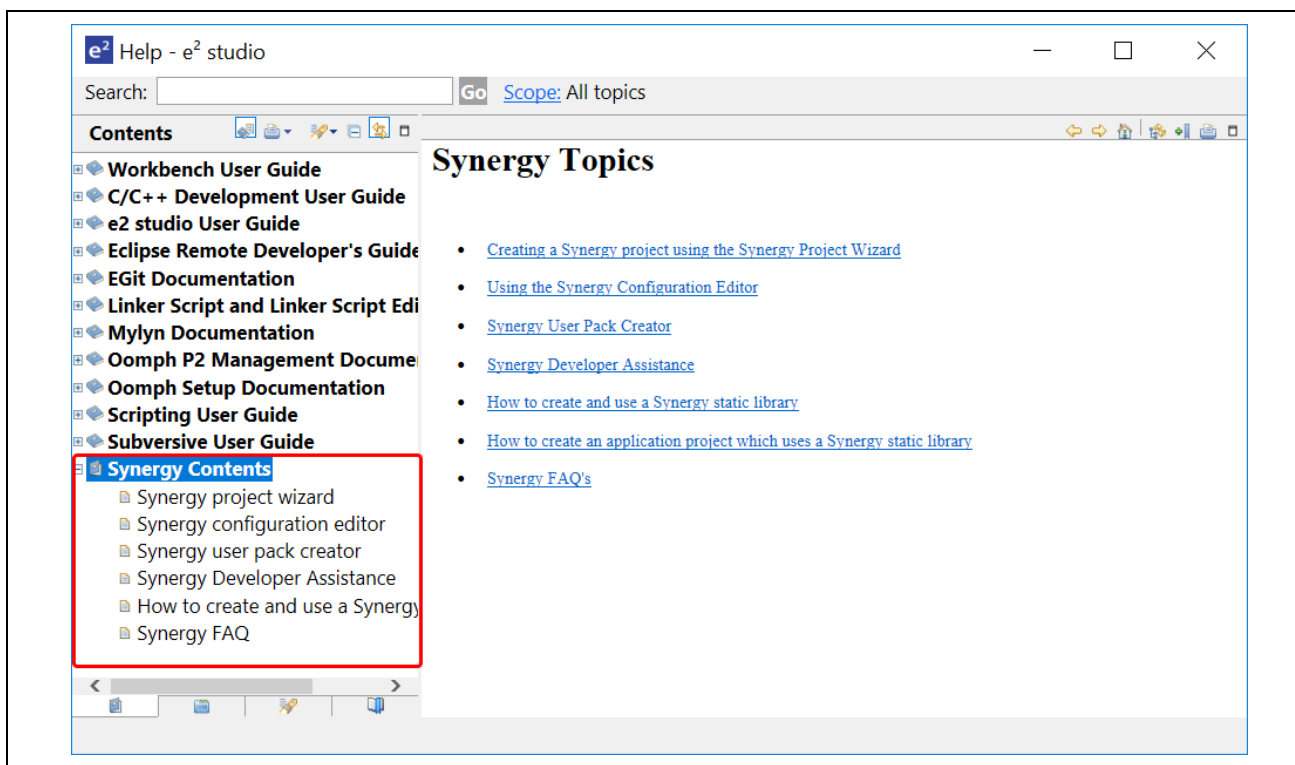 e² Help - e² studio
Search: Go Scope: All topics
Contents
Workbench User Guide
C/C++ Development User Guide
e2 studio User Guide
Eclipse Remote Developer's Guide
EGit Documentation
Linker Script and Linker Script Edi
Mylyn Documentation
Oomph P2 Management Docume
Oomph Setup Documentation
Scripting User Guide
Subversive User Guide
Synergy Contents
Synergy project wizard
Synergy configuration editor
Synergy user pack creator
Synergy Developer Assistance
How to create and use a Synergy
Synergy FAQ
Synergy Topics
Creating a Synergy project using the Synergy Project Wizard
Using the Synergy Configuration Editor
Synergy User Pack Creator
Synergy Developer Assistance
How to create and use a Synergy static library
How to create an application project which uses a Synergy static library
Synergy FAQ's